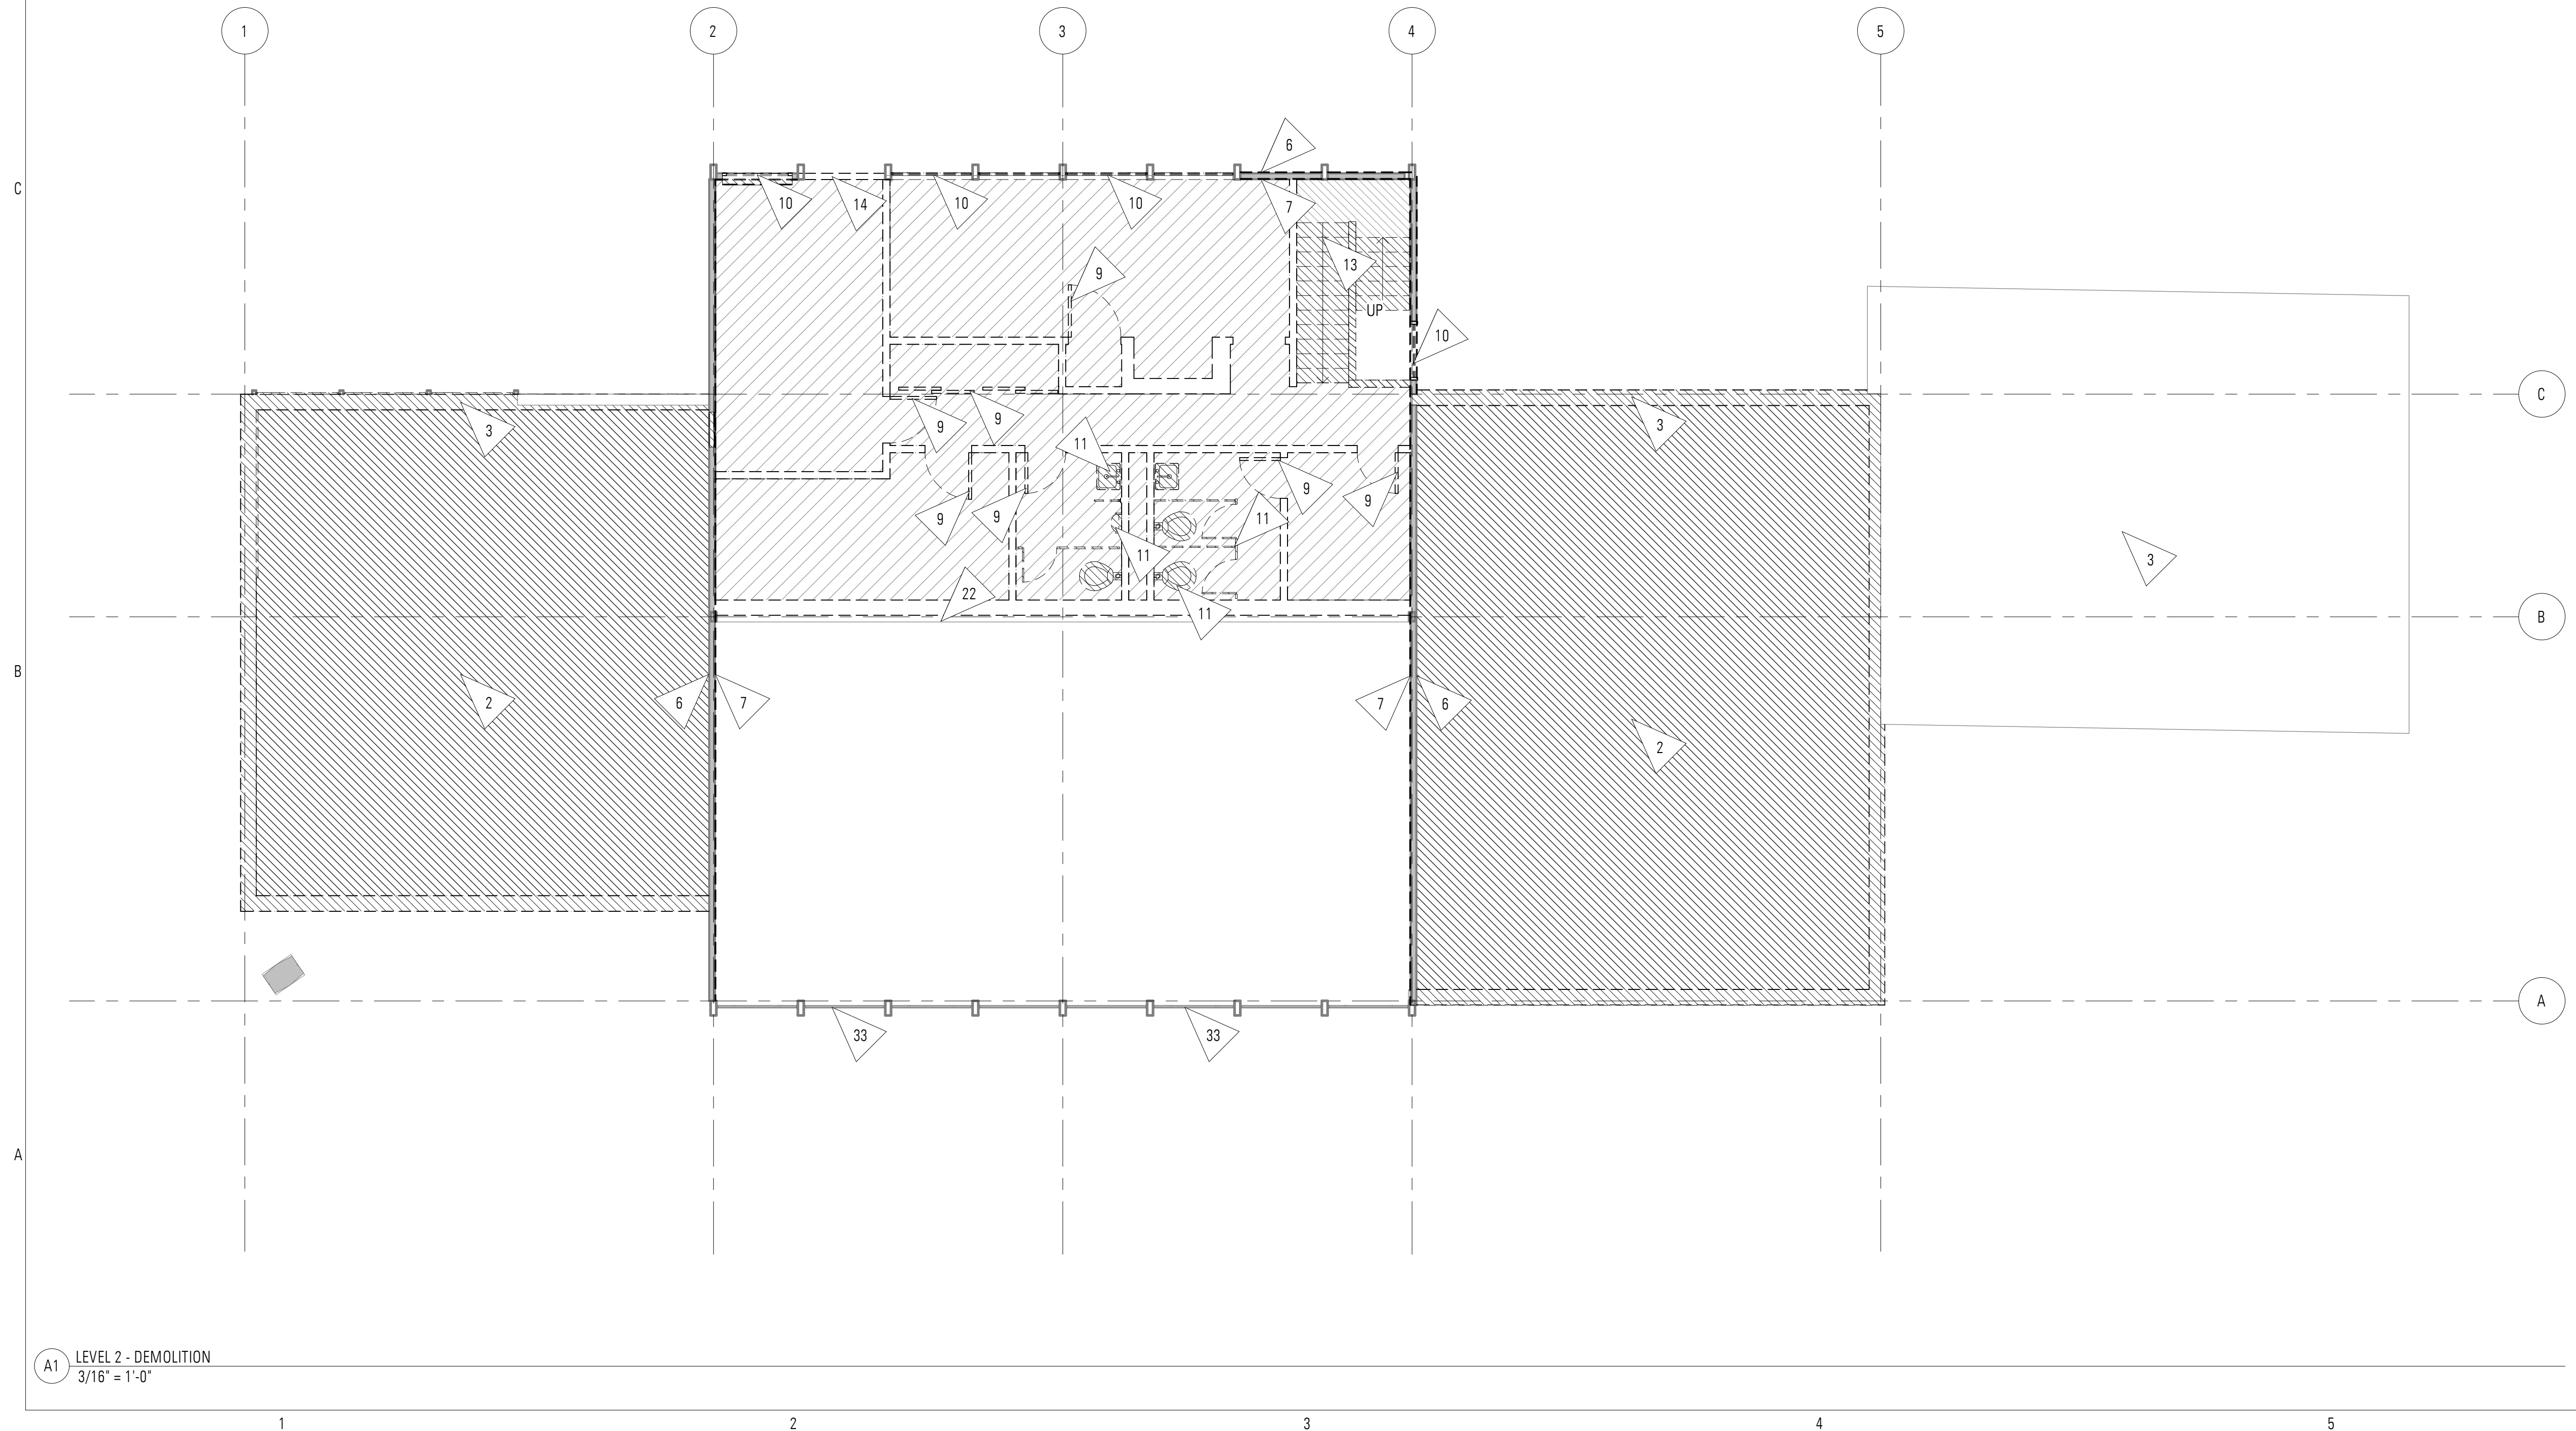 1 2 3 4 5
6
C
10 14 10 10 7
13
9
UP
10
C
3 9 9 11 3
9 9 11 9 9
11 3
22 11
B
B
2 6 7 7 6 2
A
33 33
A
A1 LEVEL 2 - DEMOLITION
3/16" = 1'-0"
1 2 3 4 5